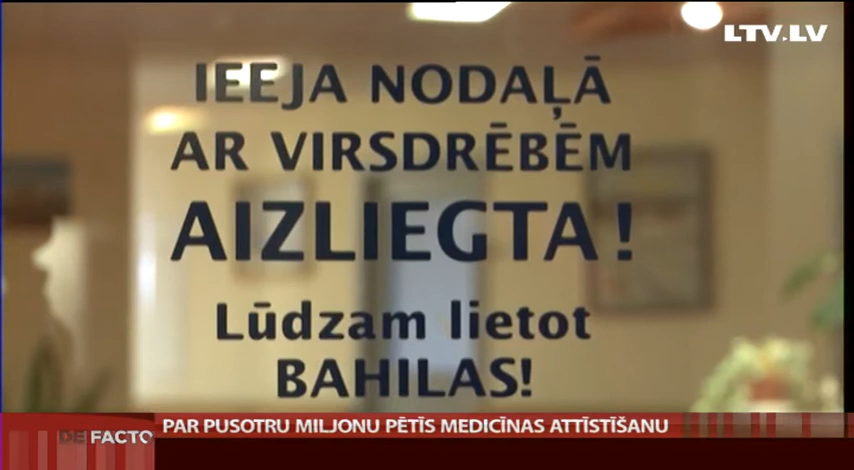 LTV.LV
IEEJA NODAĻĀ
AR VIRSDRĒBĒM
AIZLIEGTA!
Lūdzam lietot
BAHILAS!
DE FACTO
PAR PUSOTRU MILJONU PĒTĪS MEDICĪNAS ATTĪSTĪŠANU